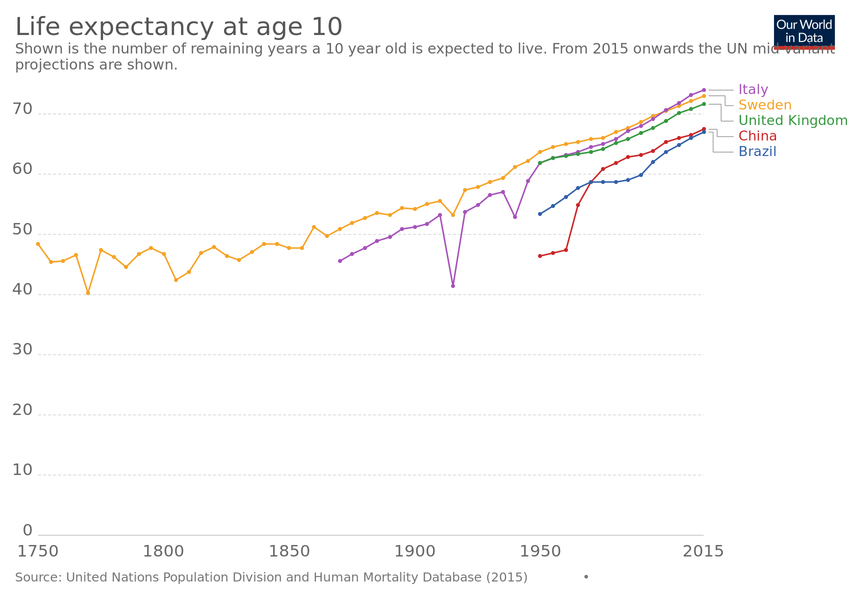 Life expectancy at age 10
Our World
in Data
Shown is the number of remaining years a 10 year old is expected to live. From 2015 onwards the UN mid variant
projections are shown.
Italy
Sweden
United Kingdom
China
Brazil
70
60
50
40
30
20
10
0
1750 1800 1850 1900 1950 2015
Source: United Nations Population Division and Human Mortality Database (2015) •